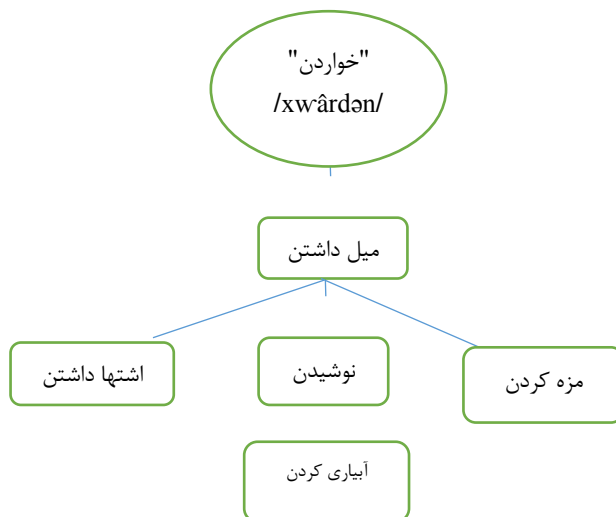 "خواردن"
/xwârdən/
میل داشتن
مزه کردن
نوشیدن
اشتها داشتن
آبیاری کردن